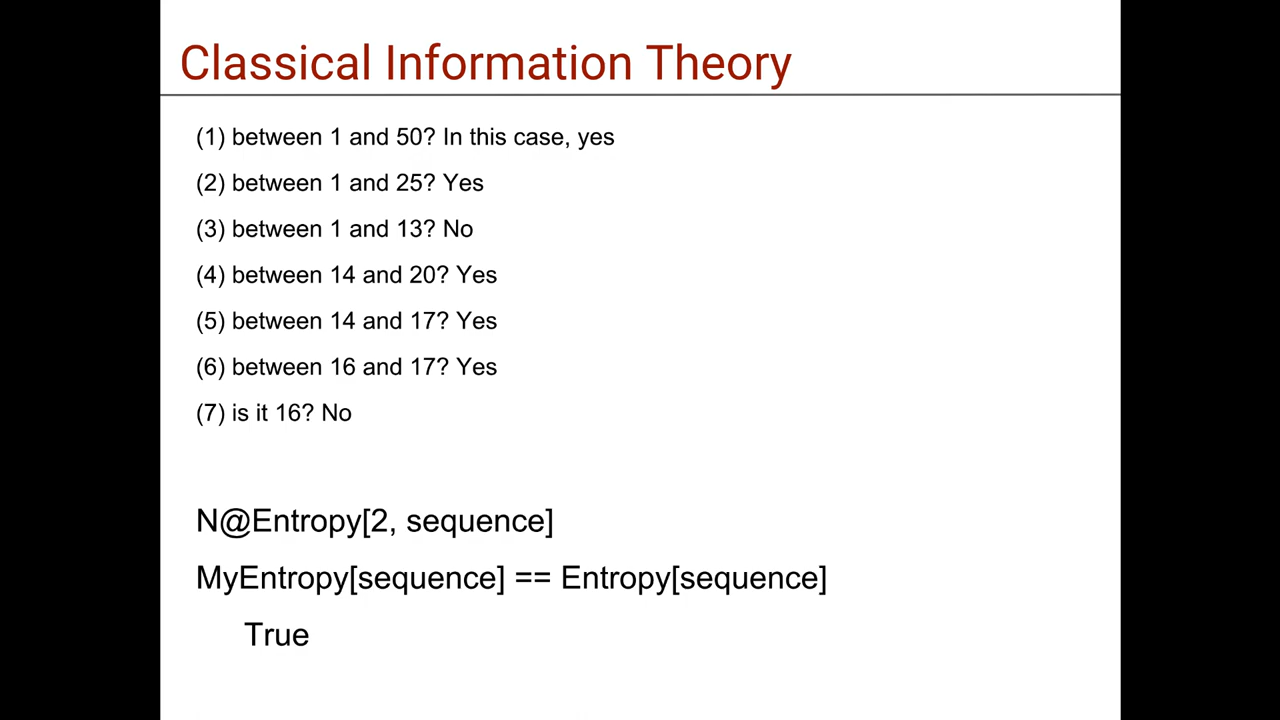 Classical Information Theory
(1) between 1 and 50? In this case, yes
(2) between 1 and 25? Yes
(3) between 1 and 13? No
(4) between 14 and 20? Yes
(5) between 14 and 17? Yes
(6) between 16 and 17? Yes
(7) is it 16? No
N@Entropy[2, sequence]
MyEntropy[sequence] == Entropy[sequence]
True